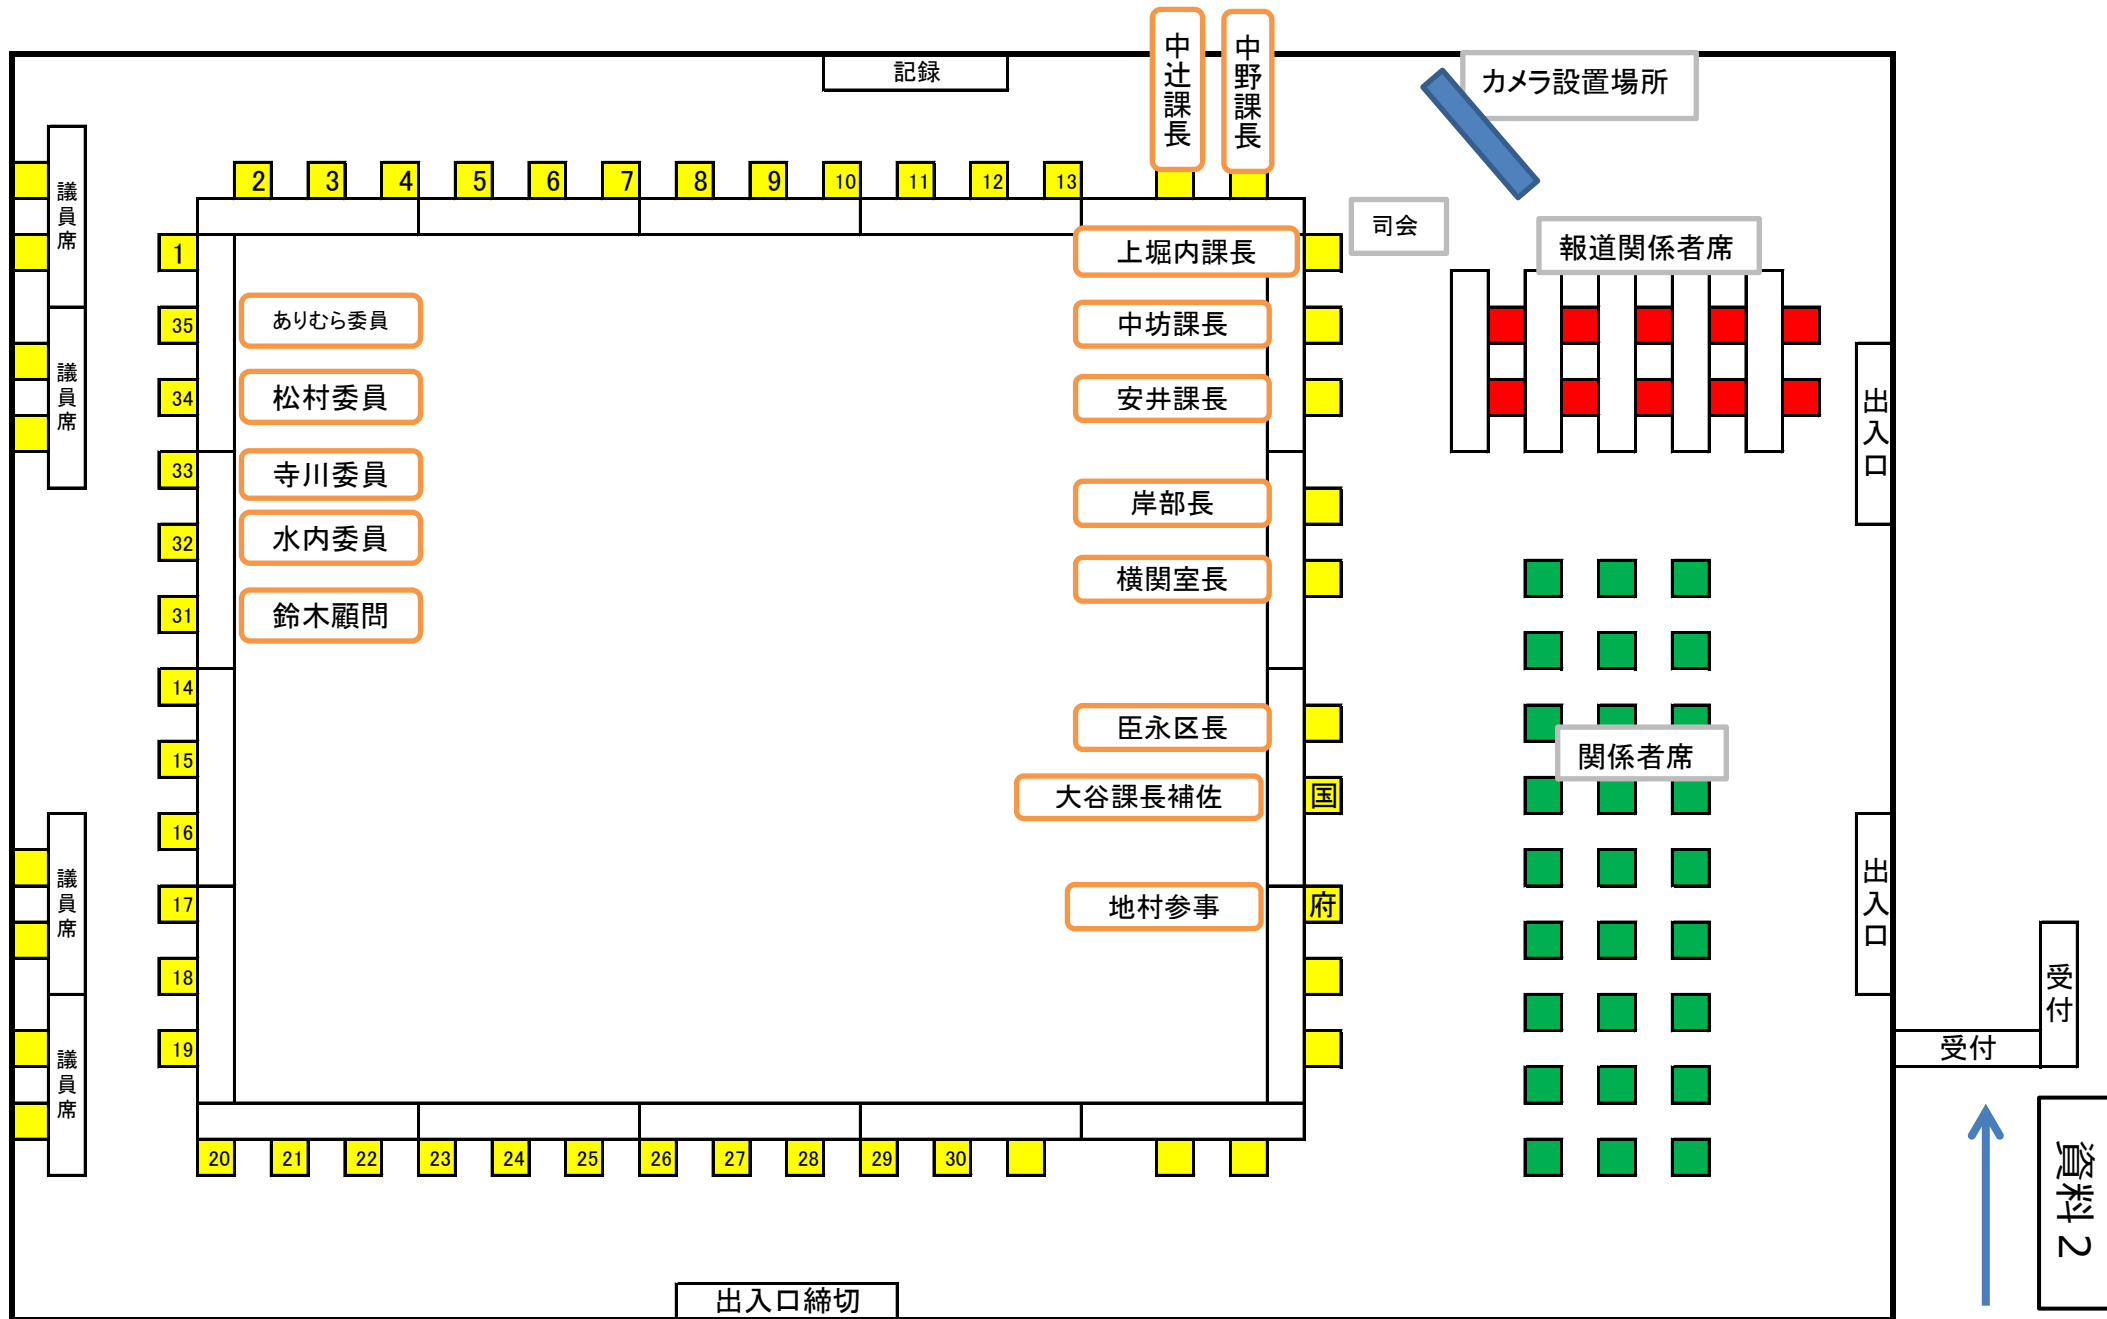 中辻課長
中野課長
記録
カメラ設置場所
議員席
2
3
4
5
6
7
8
9
10
11
12
13
司会
報道関係者席
1
上堀内課長
35
ありむら委員
中坊課長
議員席
34
松村委員
安井課長
出入口
33
寺川委員
岸部長
32
水内委員
横関室長
31
鈴木顧問
14
臣永区長
関係者席
15
大谷課長補佐
国
16
議員席
出入口
17
地村参事
府
18
受付
19
受付
議員席
20
21
22
23
24
25
26
27
28
29
30
資料2
出入口締切